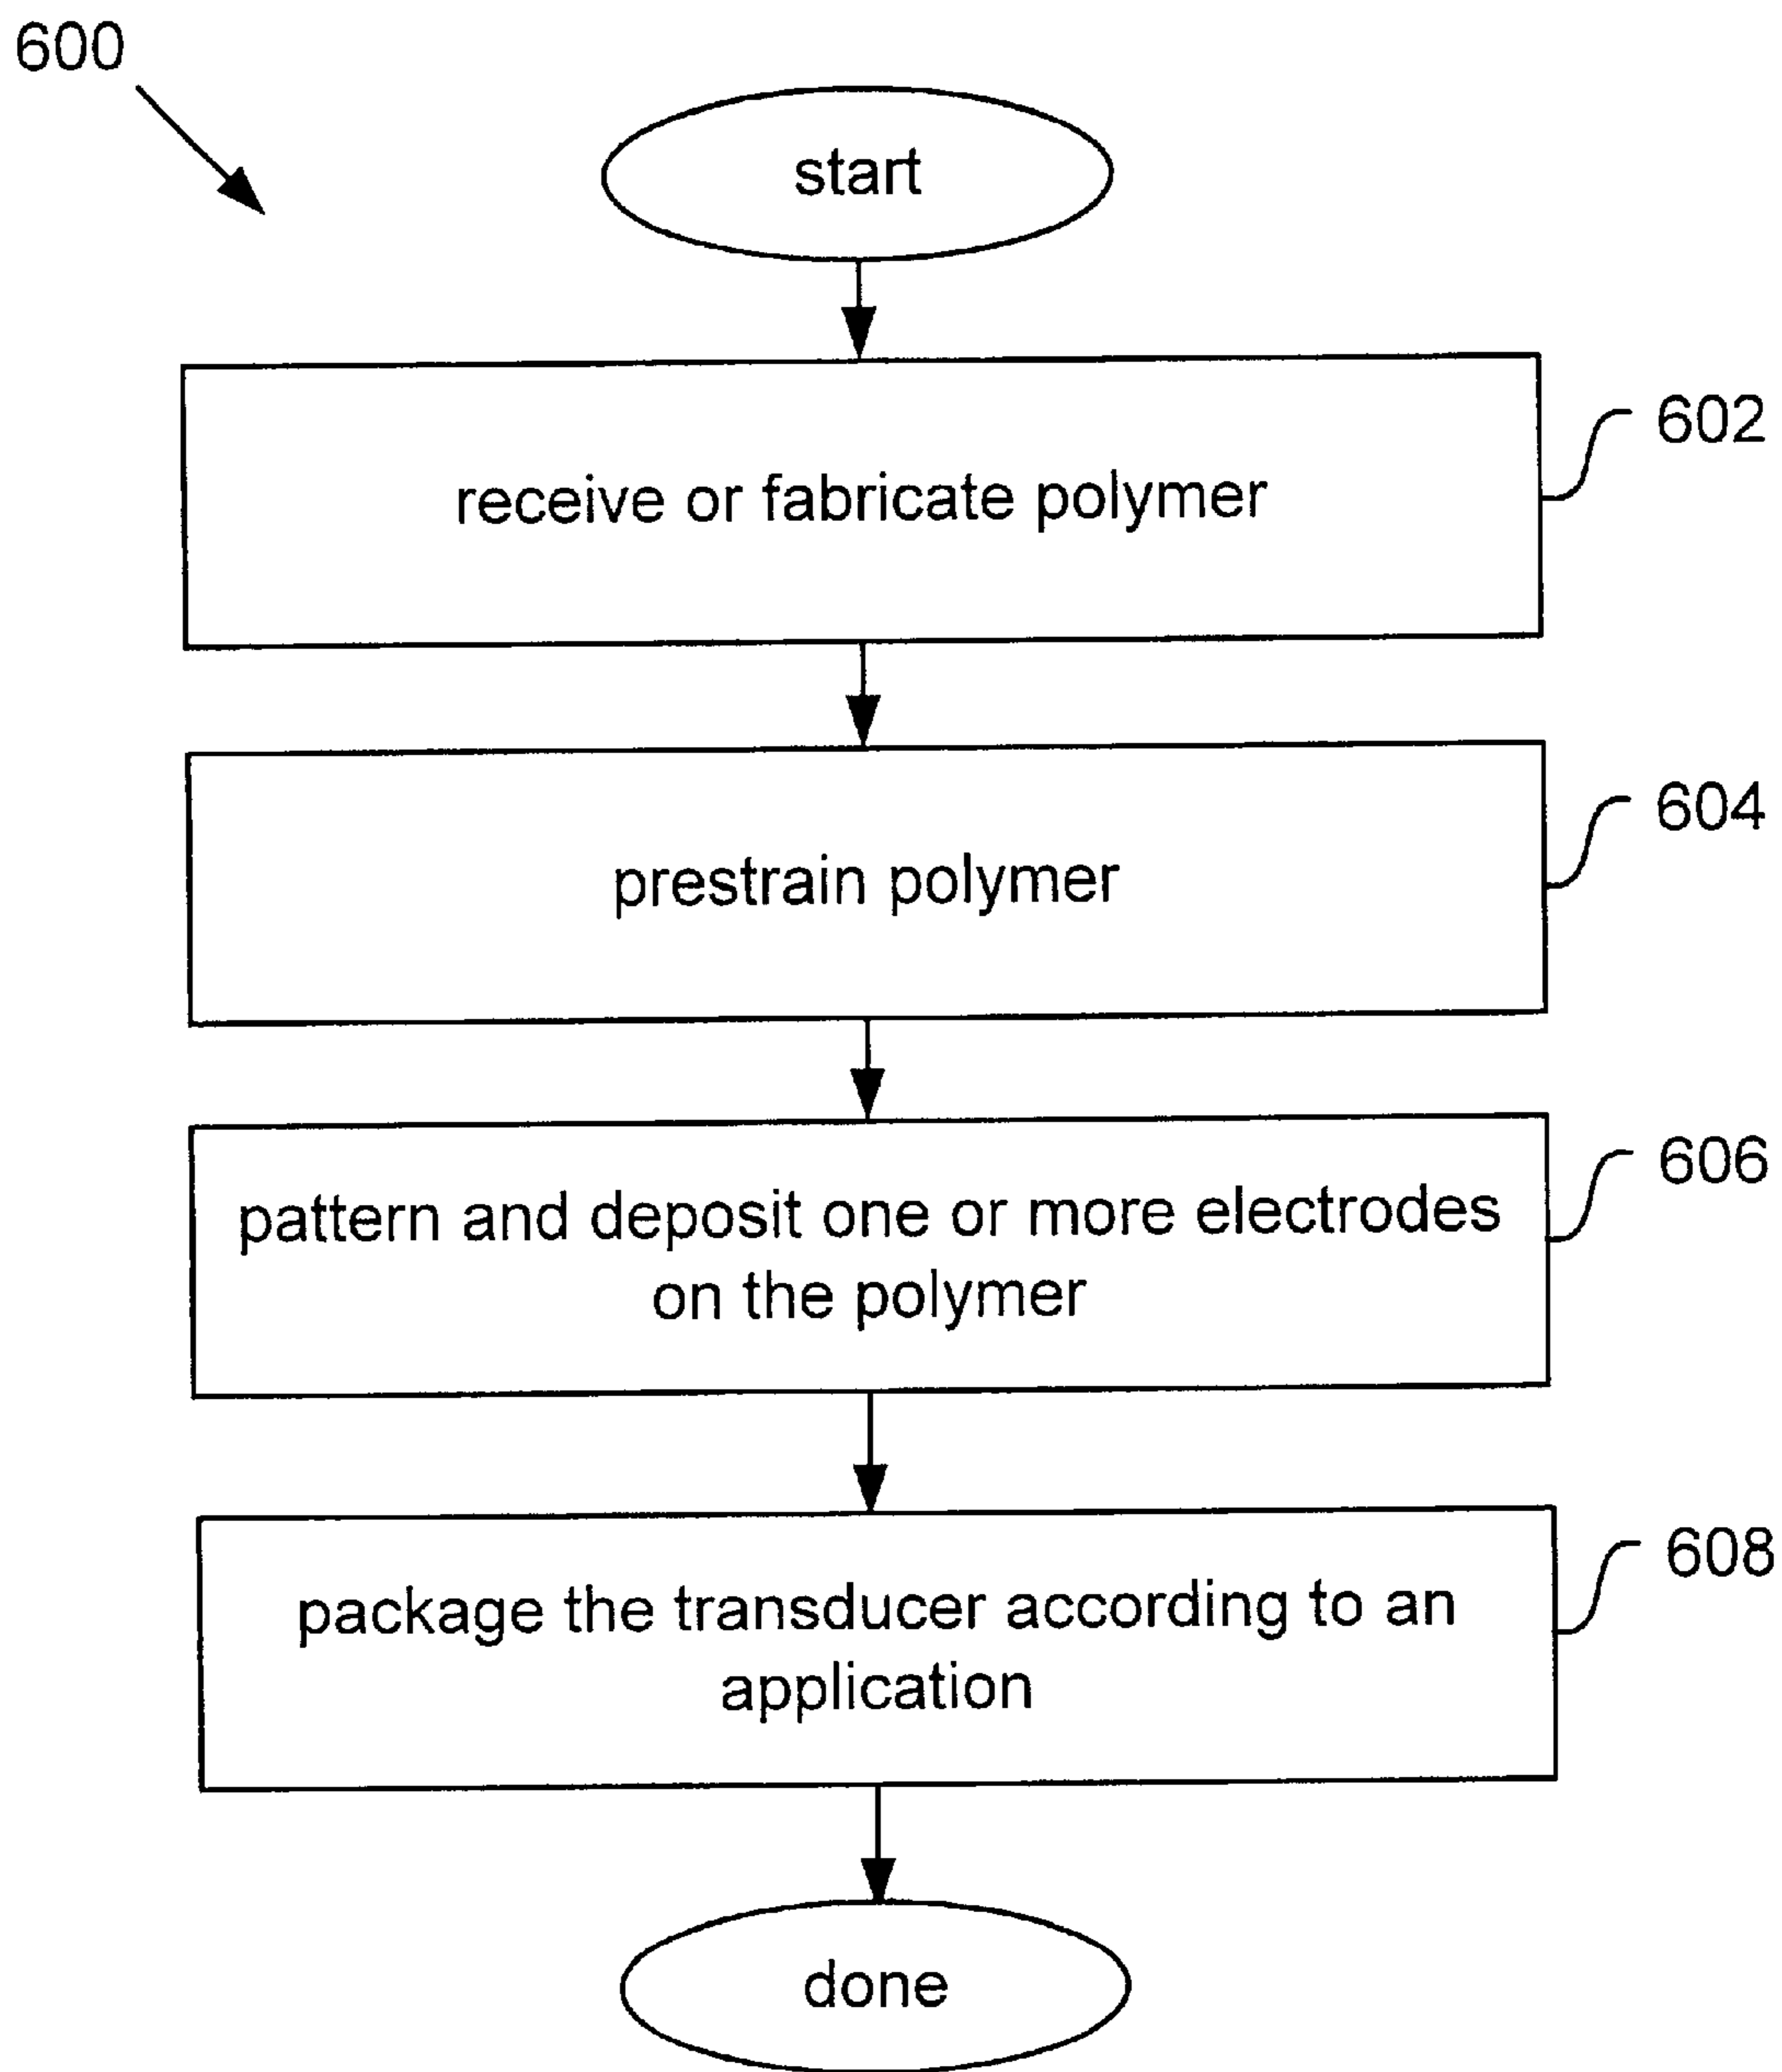 600
start
receive or fabricate polymer
602
prestrain polymer
604
pattern and deposit one or more electrodes
on the polymer
606
package the transducer according to an
application
608
done